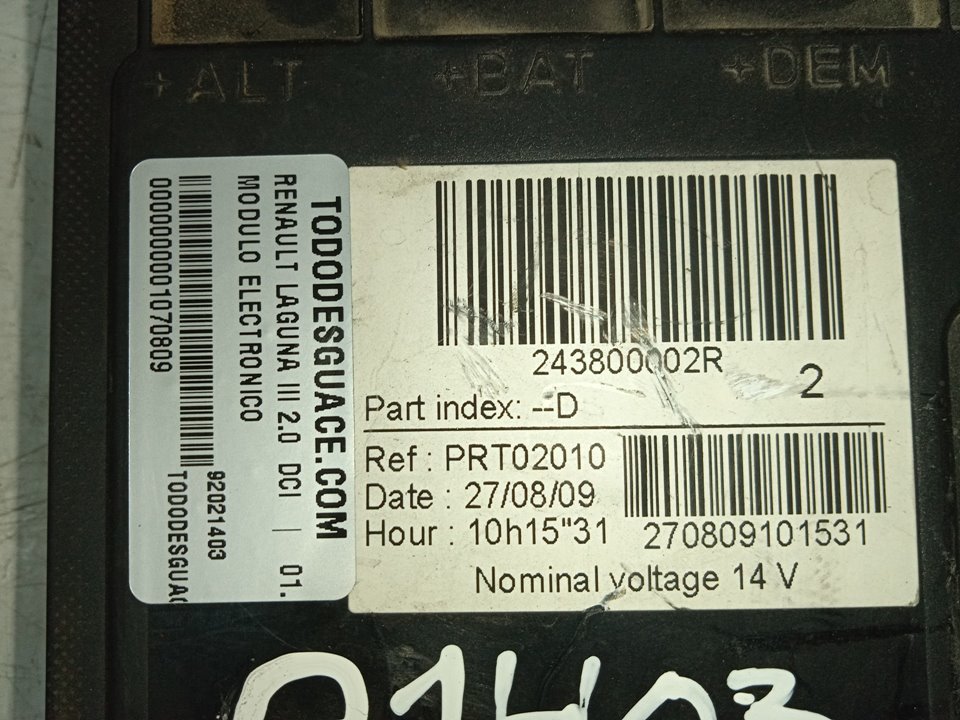 +ALT +BAT +DEM
TODODESGUACE.COM
RENAULT LAGUNA III 2.0 DCI | 01.
MODULO ELECTRONICO
92021403
0000000001070809
TODODESGUAC
243800002R
2
Part index: --D
Ref : PRT02010
Date : 27/08/09
Hour : 10h15"31
270809101531
Nominal voltage 14 V